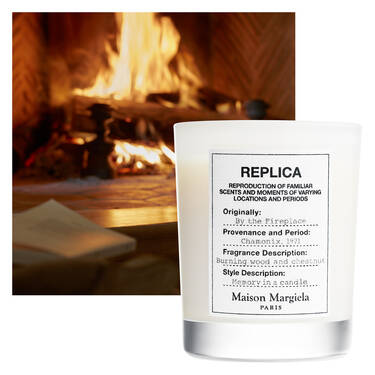 REPLICA
REPRODUCTION OF FAMILIAR
SCENTS AND MOMENTS OF VARYING
LOCATIONS AND PERIODS
Originally:
By the Fireplace
Provenance and Period:
Chamonix, 1971
Fragrance Description:
Burning wood and chestnut
Style Description:
Memory in a candle
Maison Margiela
PARIS